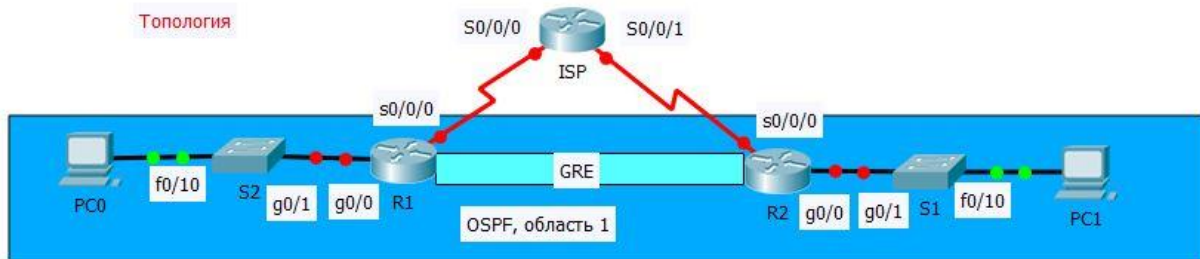 Топология
S0/0/0
S0/0/1
ISP
s0/0/0
s0/0/0
PC0
f0/10
S2
g0/1
g0/0
R1
GRE
OSPF, область 1
R2
g0/0
g0/1
S1
f0/10
PC1